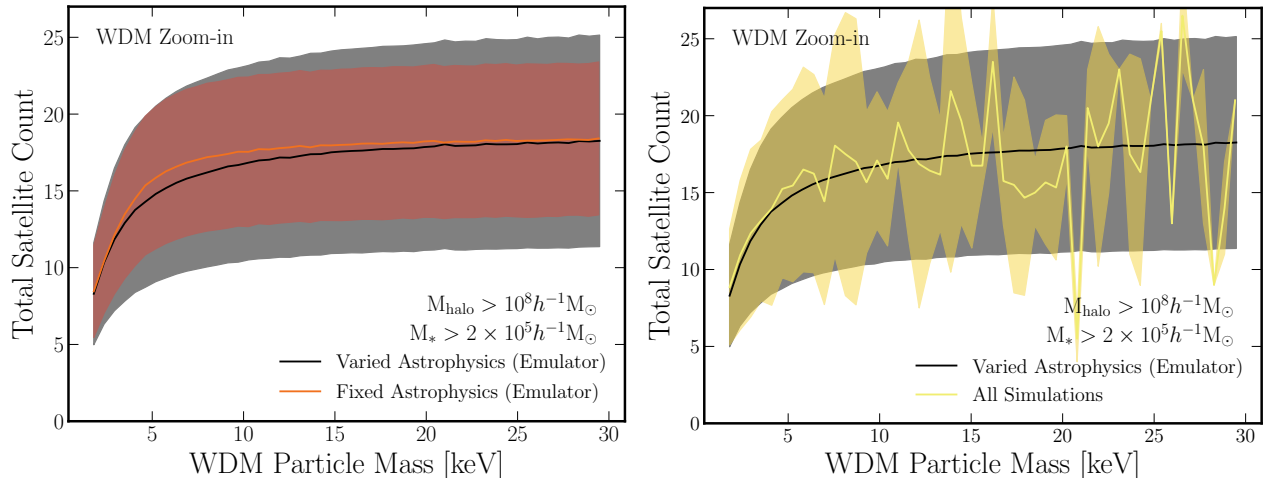 WDM Zoom-in
Total Satellite Count
25
20
15
10
5
0
M_halo > 10^8 h^{-1} M_⊙
M_* > 2 × 10^5 h^{-1} M_⊙
Varied Astrophysics (Emulator)
Fixed Astrophysics (Emulator)
5 10 15 20 25 30
WDM Particle Mass [keV]
WDM Zoom-in
Total Satellite Count
25
20
15
10
5
0
M_halo > 10^8 h^{-1} M_⊙
M_* > 2 × 10^5 h^{-1} M_⊙
Varied Astrophysics (Emulator)
All Simulations
5 10 15 20 25 30
WDM Particle Mass [keV]